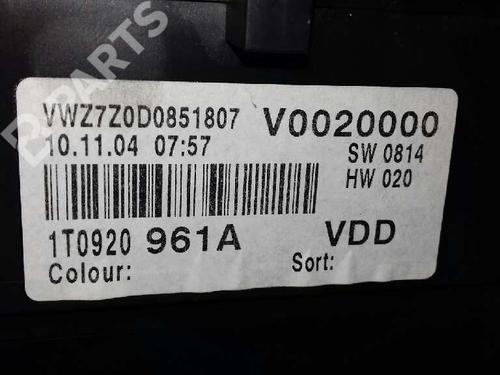 B-PARTS
VWZ7Z0D0851807 V0020000
10.11.04 07:57 SW 0814
HW 020
1T0920 961A VDD
Colour: Sort: